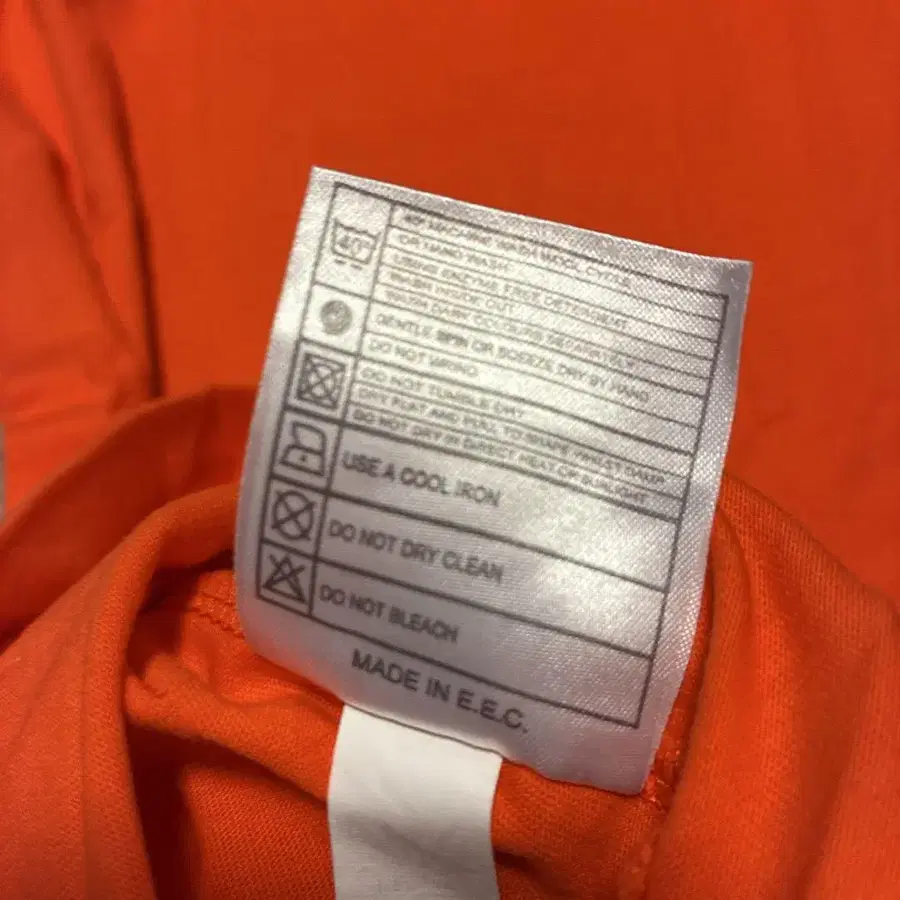 40
40° MACHINE WASH WOOL CYCLE
OR HAND WASH
USING ENZYME FREE DETERGENT
WASH INSIDE OUT
WASH DARK COLOURS SEPARATELY
GENTLE SPIN OR SQEEZE DRY BY HAND
DO NOT WRING
DO NOT TUMBLE DRY
DRY FLAT AND PULL TO SHAPE WHILST DAMP
DO NOT DRY IN DIRECT HEAT OR SUNLIGHT
USE A COOL IRON
DO NOT DRY CLEAN
DO NOT BLEACH
MADE IN E.E.C.